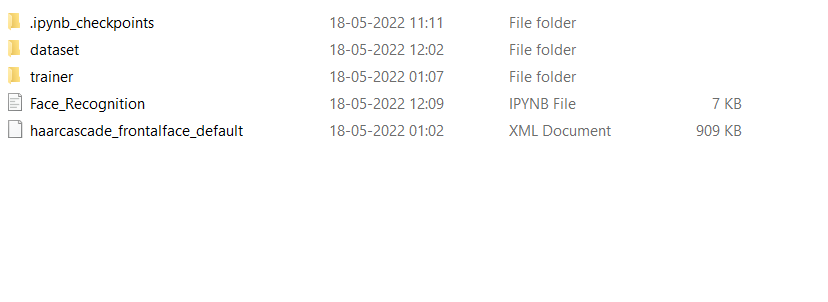 .ipynb_checkpoints 18-05-2022 11:11 File folder
dataset 18-05-2022 12:02 File folder
trainer 18-05-2022 01:07 File folder
Face_Recognition 18-05-2022 12:09 IPYNB File 7 KB
haarcascade_frontalface_default 18-05-2022 01:02 XML Document 909 KB